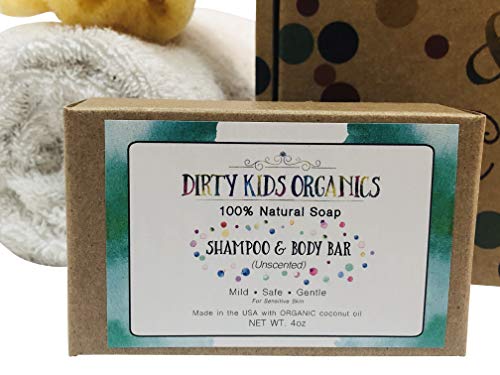 DIRTY KIDS ORGANICS
100% Natural Soap
SHAMPOO & BODY BAR
(Unscented)
Mild • Safe • Gentle
For Sensitive Skin
Made in the USA with ORGANIC coconut oil
NET WT. 4oz